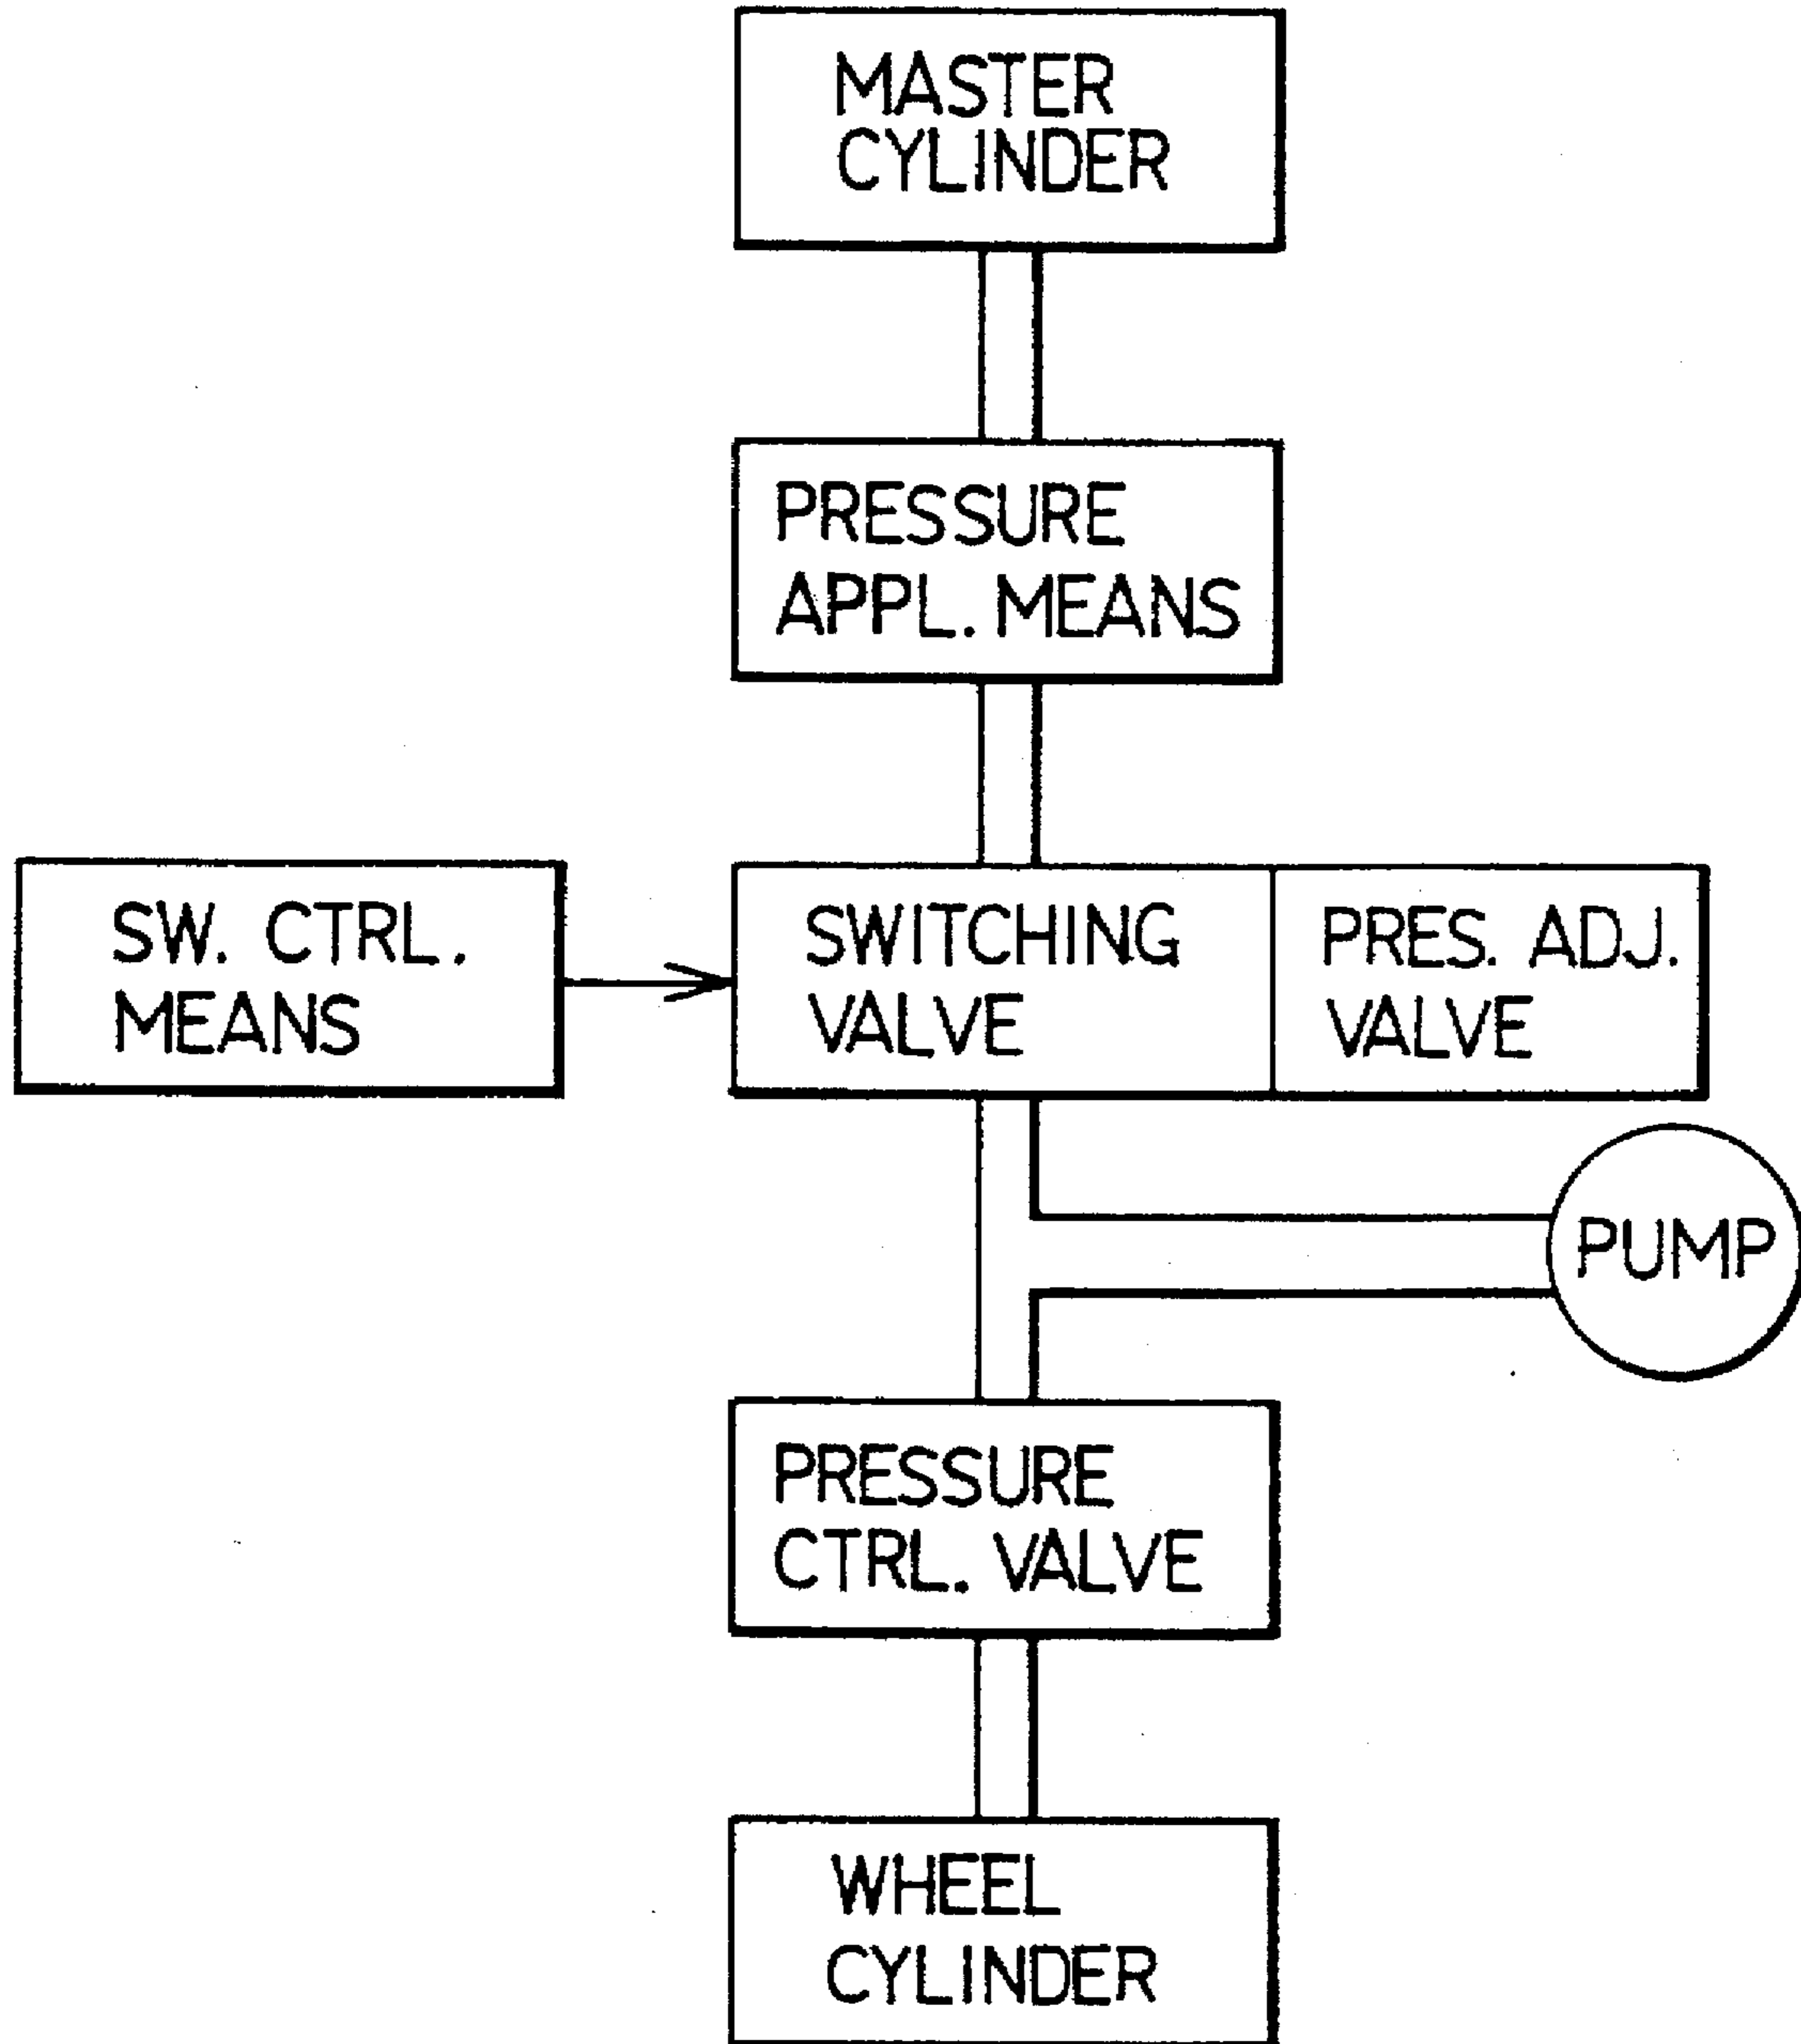 MASTER
CYLINDER
PRESSURE
APPL. MEANS
SW. CTRL.
MEANS
SWITCHING
VALVE
PRES. ADJ.
VALVE
PUMP
PRESSURE
CTRL. VALVE
WHEEL
CYLINDER